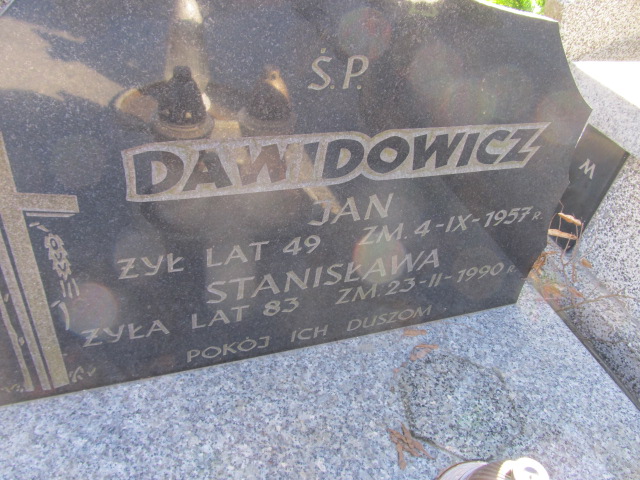 Ś.P.
DAWIDOWICZ
JAN
ŻYŁ LAT 49 ZM. 4-IX-1957 R.
STANISŁAWA
ŻYŁA LAT 83 ZM. 23-II-1990 R.
POKÓJ ICH DUSZOM
M